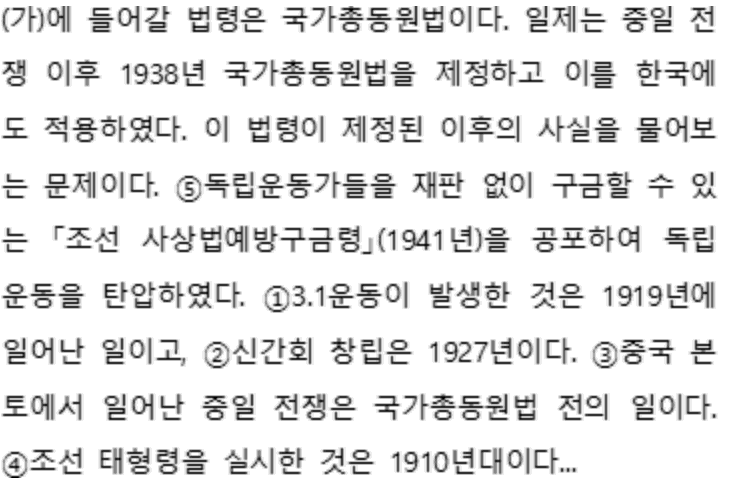 (가)에 들어갈 법령은 국가총동원법이다. 일제는 중일 전
쟁 이후 1938년 국가총동원법을 제정하고 이를 한국에
도 적용하였다. 이 법령이 제정된 이후의 사실을 물어보
는 문제이다. ⑤독립운동가들을 재판 없이 구금할 수 있
는 「조선 사상범예방구금령」(1941년)을 공포하여 독립
운동을 탄압하였다. ①3.1운동이 발생한 것은 1919년에
일어난 일이고, ②신간회 창립은 1927년이다. ③중국 본
토에서 일어난 중일 전쟁은 국가총동원법 전의 일이다.
④조선 태형령을 실시한 것은 1910년대이다...